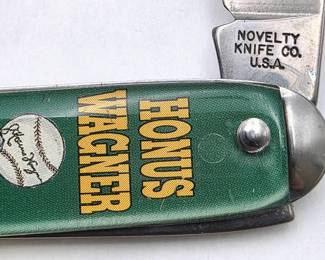 NOVELTY
KNIFE CO.
U.S.A.
HONUS
WAGNER